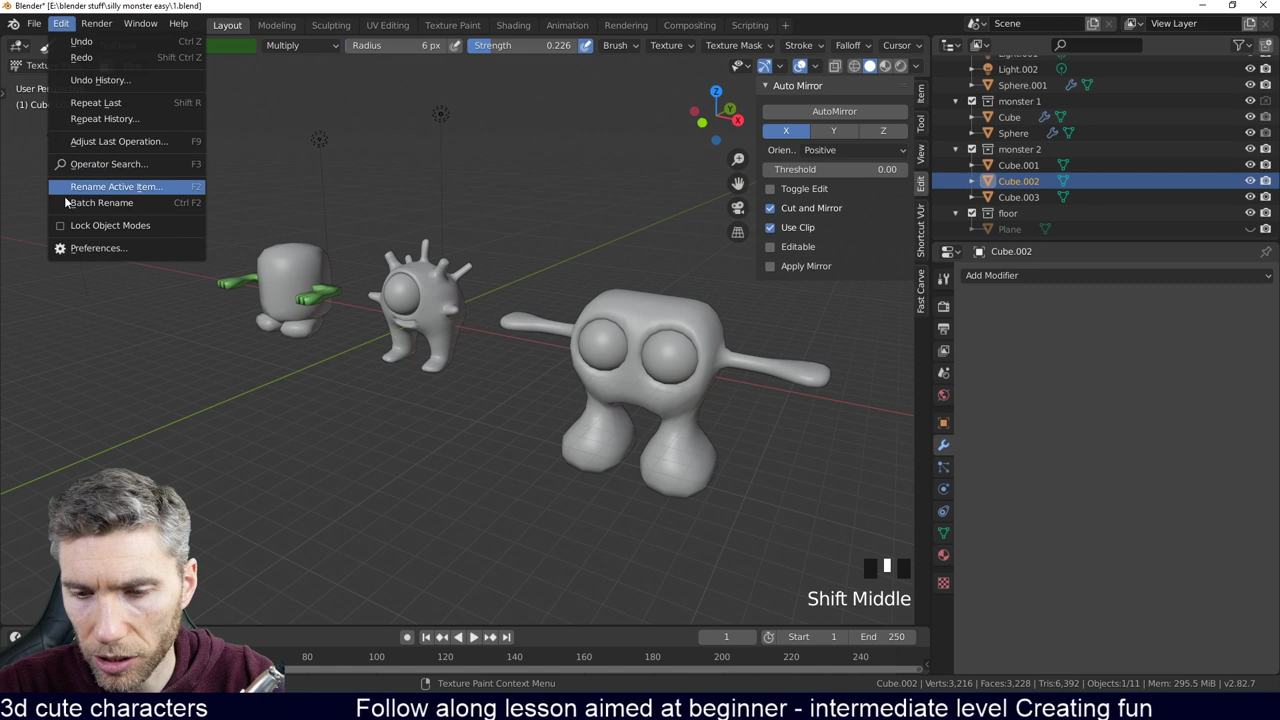 Blender* [E:\blender stuff\silly monster easy\1.blend]
File Edit Render Window Help Layout Modeling Sculpting UV Editing Texture Paint Shading Animation Rendering Compositing Scripting Scene View Layer
Multiply Radius 6 px Strength 0.226 Brush Texture Texture Mask Stroke Falloff Cursor
Undo Ctrl Z
Redo Shift Ctrl Z
Undo History...
Repeat Last Shift R
Repeat History...
Adjust Last Operation... F9
Operator Search... F3
Rename Active Item... F2
Batch Rename Ctrl F2
Lock Object Modes
Preferences...
User
(1)
X
Y
Z
Auto Mirror
AutoMirror
X Y Z
Orien.. Positive
Threshold 0.00
Toggle Edit
Cut and Mirror
Use Clip
Editable
Apply Mirror
Item
Tool
View
Edit
Shortcut VUr
Fast Carve
Light.002
Sphere.001
monster 1
Cube
Sphere
monster 2
Cube.001
Cube.002
Cube.003
floor
Plane
Cube.002
Add Modifier
Shift Middle
1 Start 1 End 250
80 100 120 140 160 180 200 220 240
Texture Paint Context Menu
Cube.002 | Verts:3,216 | Faces:3,228 | Tris:6,392 | Objects:1/11 | Mem: 295.5 MiB | v2.82.7
3d cute characters Follow along lesson aimed at beginner - intermediate level Creating fun